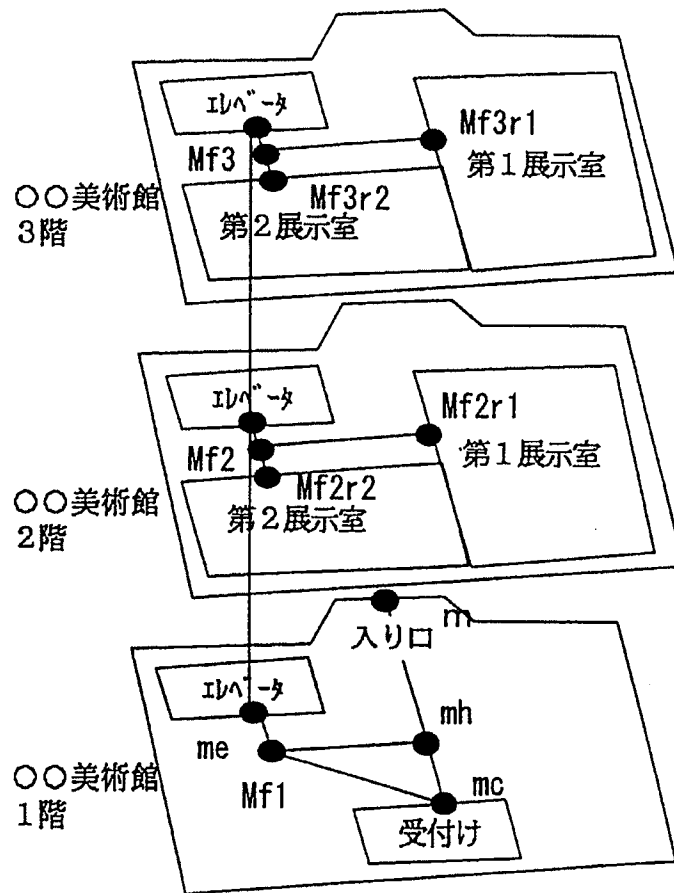 エレベータ
Mf3r1
Mf3
第1展示室
Mf3r2
○○美術館
3階
第2展示室
エレベータ
Mf2r1
Mf2
第1展示室
Mf2r2
○○美術館
2階
第2展示室
m
入り口
エレベータ
mh
me
Mf1
mc
○○美術館
1階
受付け